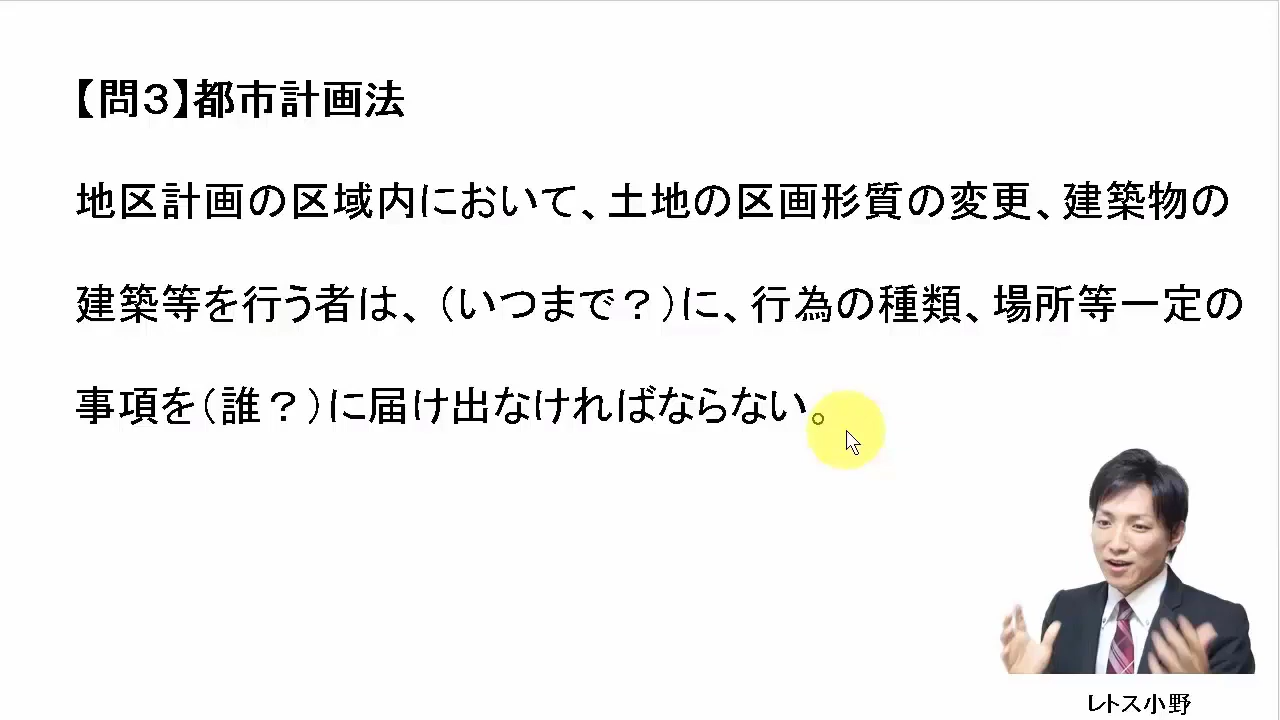 【問３】都市計画法
地区計画の区域内において、土地の区画形質の変更、建築物の
建築等を行う者は、（いつまで？）に、行為の種類、場所等一定の
事項を（誰？）に届け出なければならない。
レトス小野